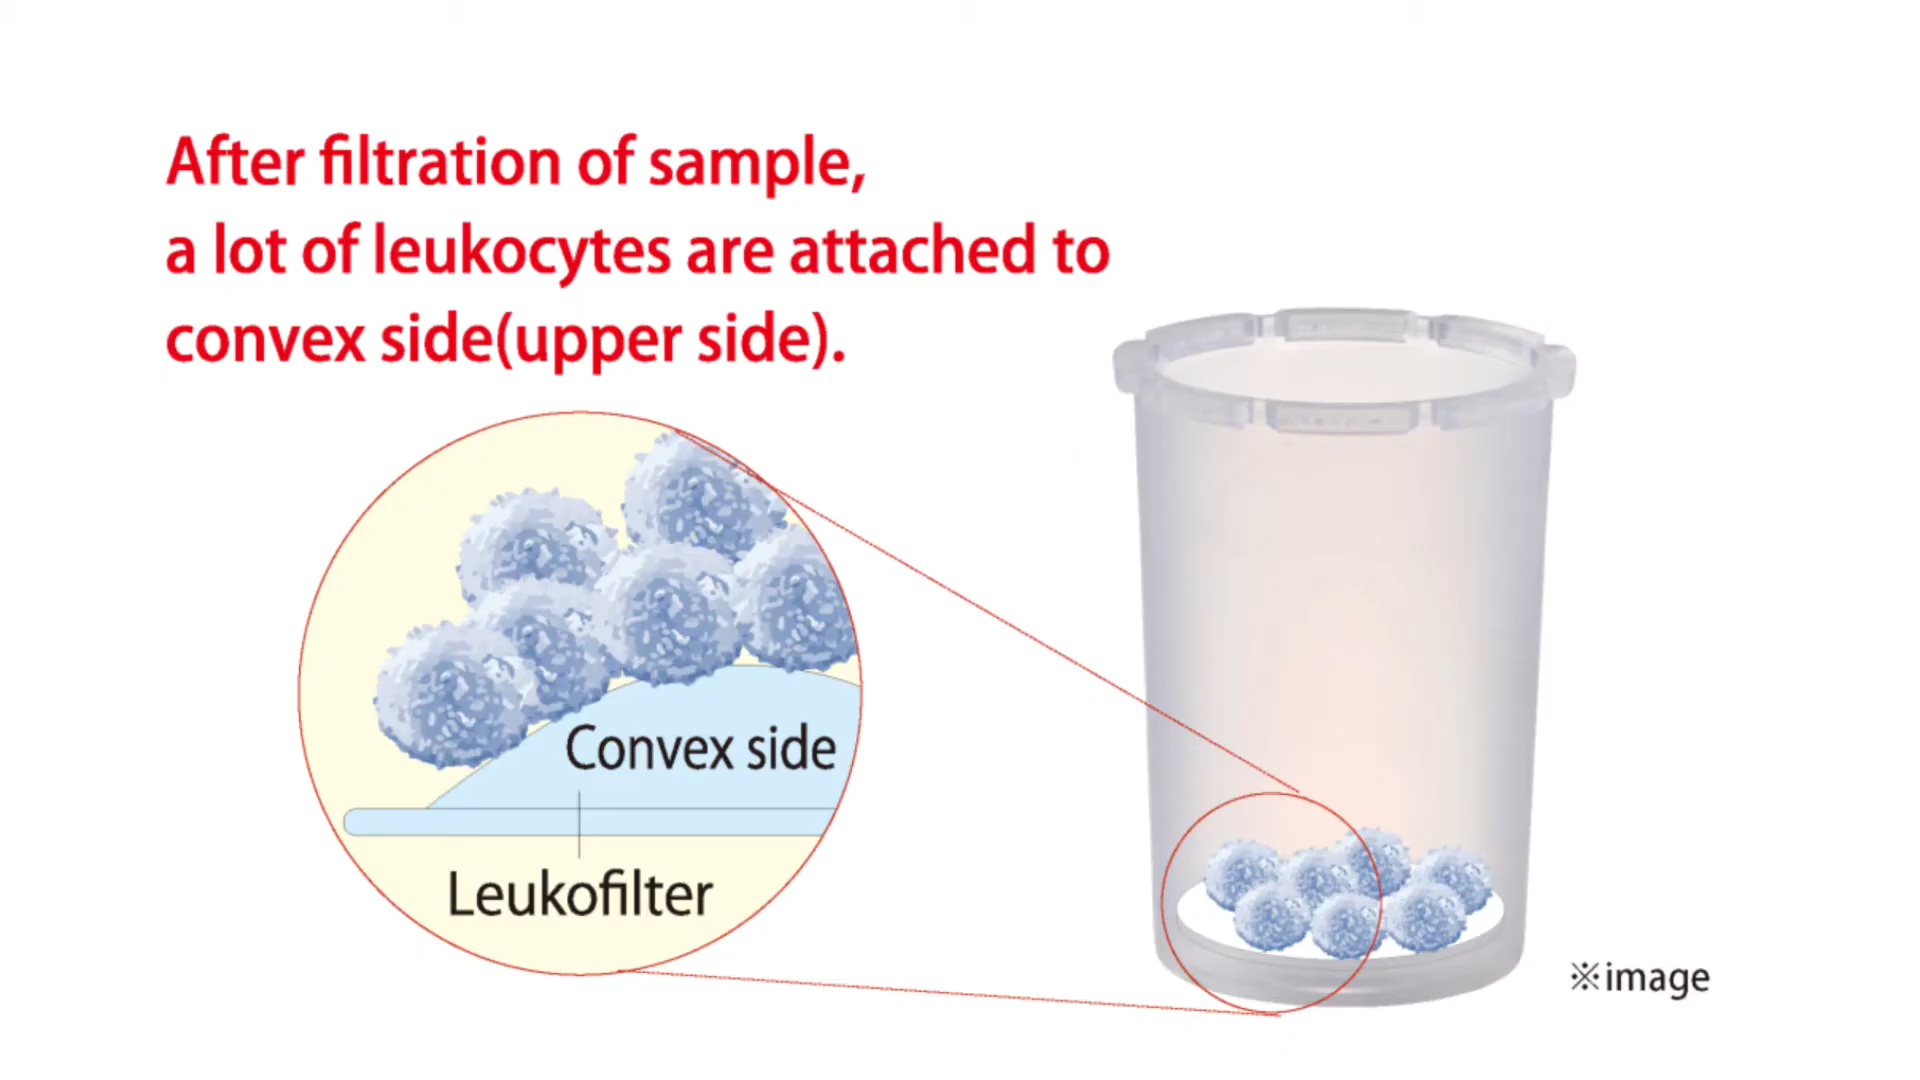 After filtration of sample,
a lot of leukocytes are attached to
convex side(upper side).
Convex side
Leukofilter
※image